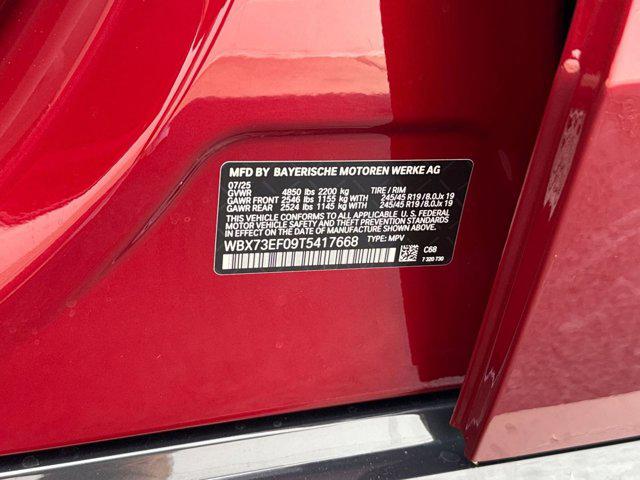 MFD BY BAYERISCHE MOTOREN WERKE AG
07/25
GVWR 4850 lbs 2200 kg TIRE / RIM
GAWR FRONT 2546 lbs 1155 kg WITH 245/45 R19 / 8.0Jx 19
GAWR REAR 2524 lbs 1145 kg WITH 245/45 R19 / 8.0Jx 19
THIS VEHICLE CONFORMS TO ALL APPLICABLE U. S. FEDERAL
MOTOR VEHICLE SAFETY, BUMPER, AND THEFT PREVENTION
STANDARDS IN EFFECT ON THE DATE OF MANUFACTURE SHOWN ABOVE.
WBX73EF09T5417668 TYPE: MPV
C68
7 320 730